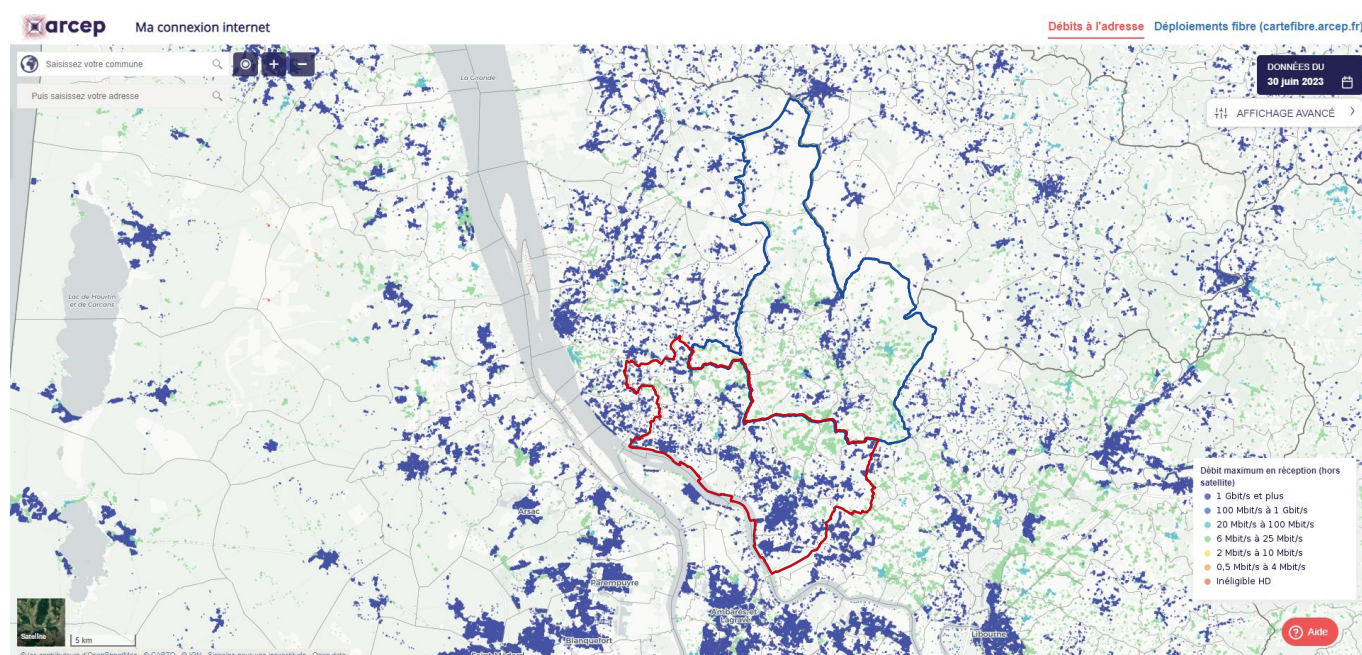 arcep
Ma connexion internet
Débits à l'adresse
Déploiements fibre (cartefibre.arcep.fr)
Saisissez votre commune
Puis saisissez votre adresse
DONNÉES DU
30 juin 2023
AFFICHAGE AVANCÉ
La Gironde
Lac de Hourtin
et de Carcans
Arsac
Parempuyre
Ambarès-et-
Lagrave
Blanquefort
Libourne
Débit maximum en réception (hors
satellite)
1 Gbit/s et plus
100 Mbit/s à 1 Gbit/s
20 Mbit/s à 100 Mbit/s
6 Mbit/s à 25 Mbit/s
2 Mbit/s à 10 Mbit/s
0,5 Mbit/s à 4 Mbit/s
Inéligible HD
Satellite
5 km
Aide